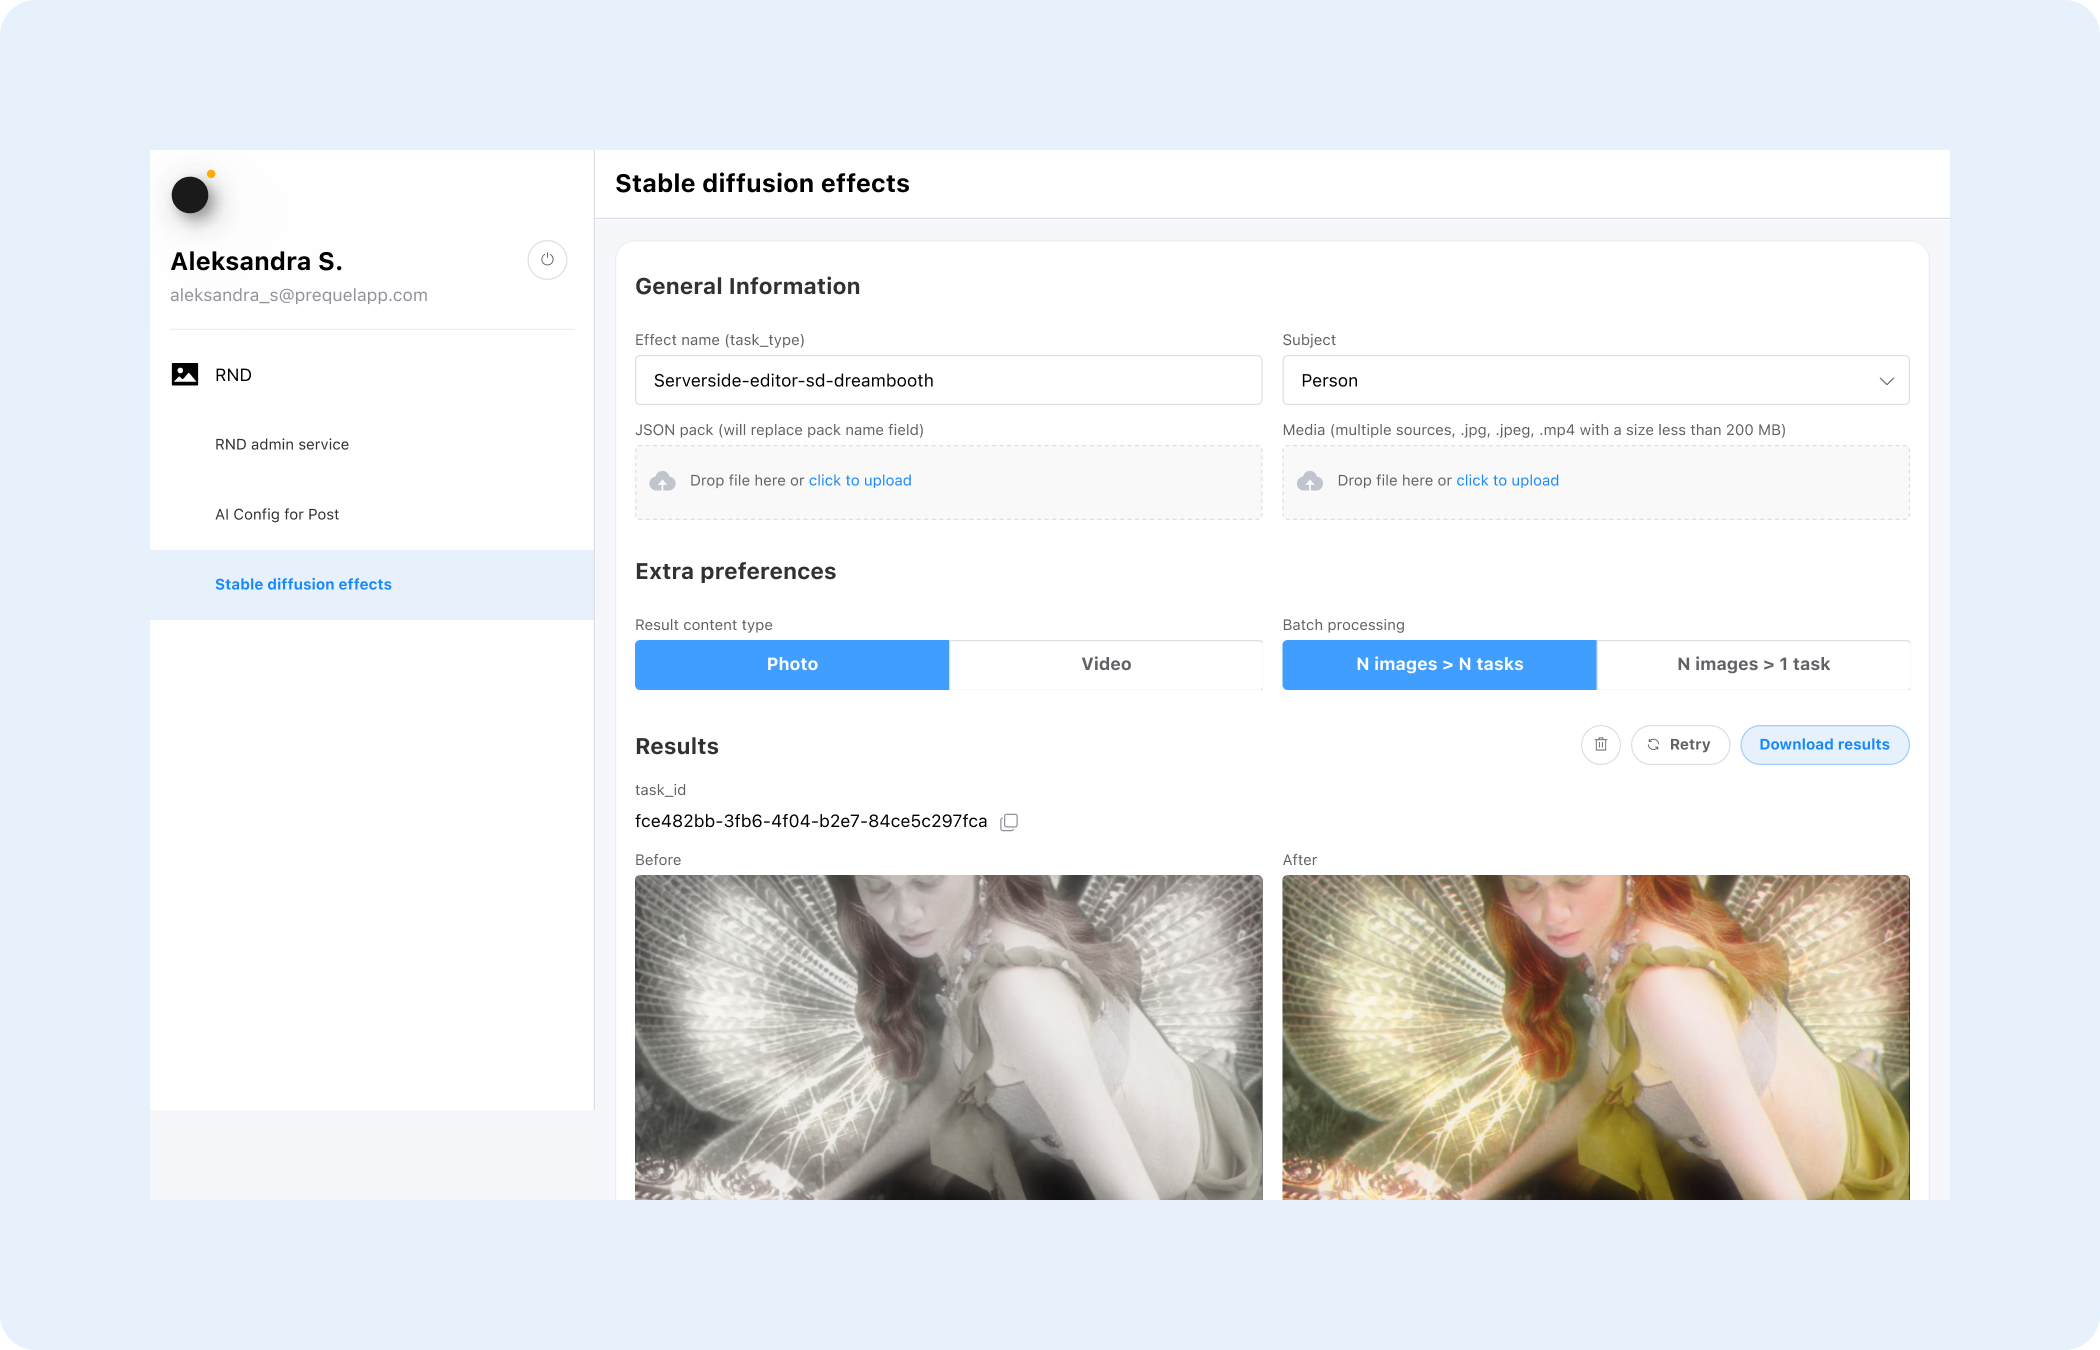 Aleksandra S.
aleksandra_s@prequelapp.com
RND
RND admin service
AI Config for Post
Stable diffusion effects
Stable diffusion effects
General Information
Effect name (task_type)
Serverside-editor-sd-dreambooth
Subject
Person
JSON pack (will replace pack name field)
Drop file here or click to upload
Media (multiple sources, .jpg, .jpeg, .mp4 with a size less than 200 MB)
Drop file here or click to upload
Extra preferences
Result content type
Photo
Video
Batch processing
N images > N tasks
N images > 1 task
Results
Retry
Download results
task_id
fce482bb-3fb6-4f04-b2e7-84ce5c297fca
Before
After